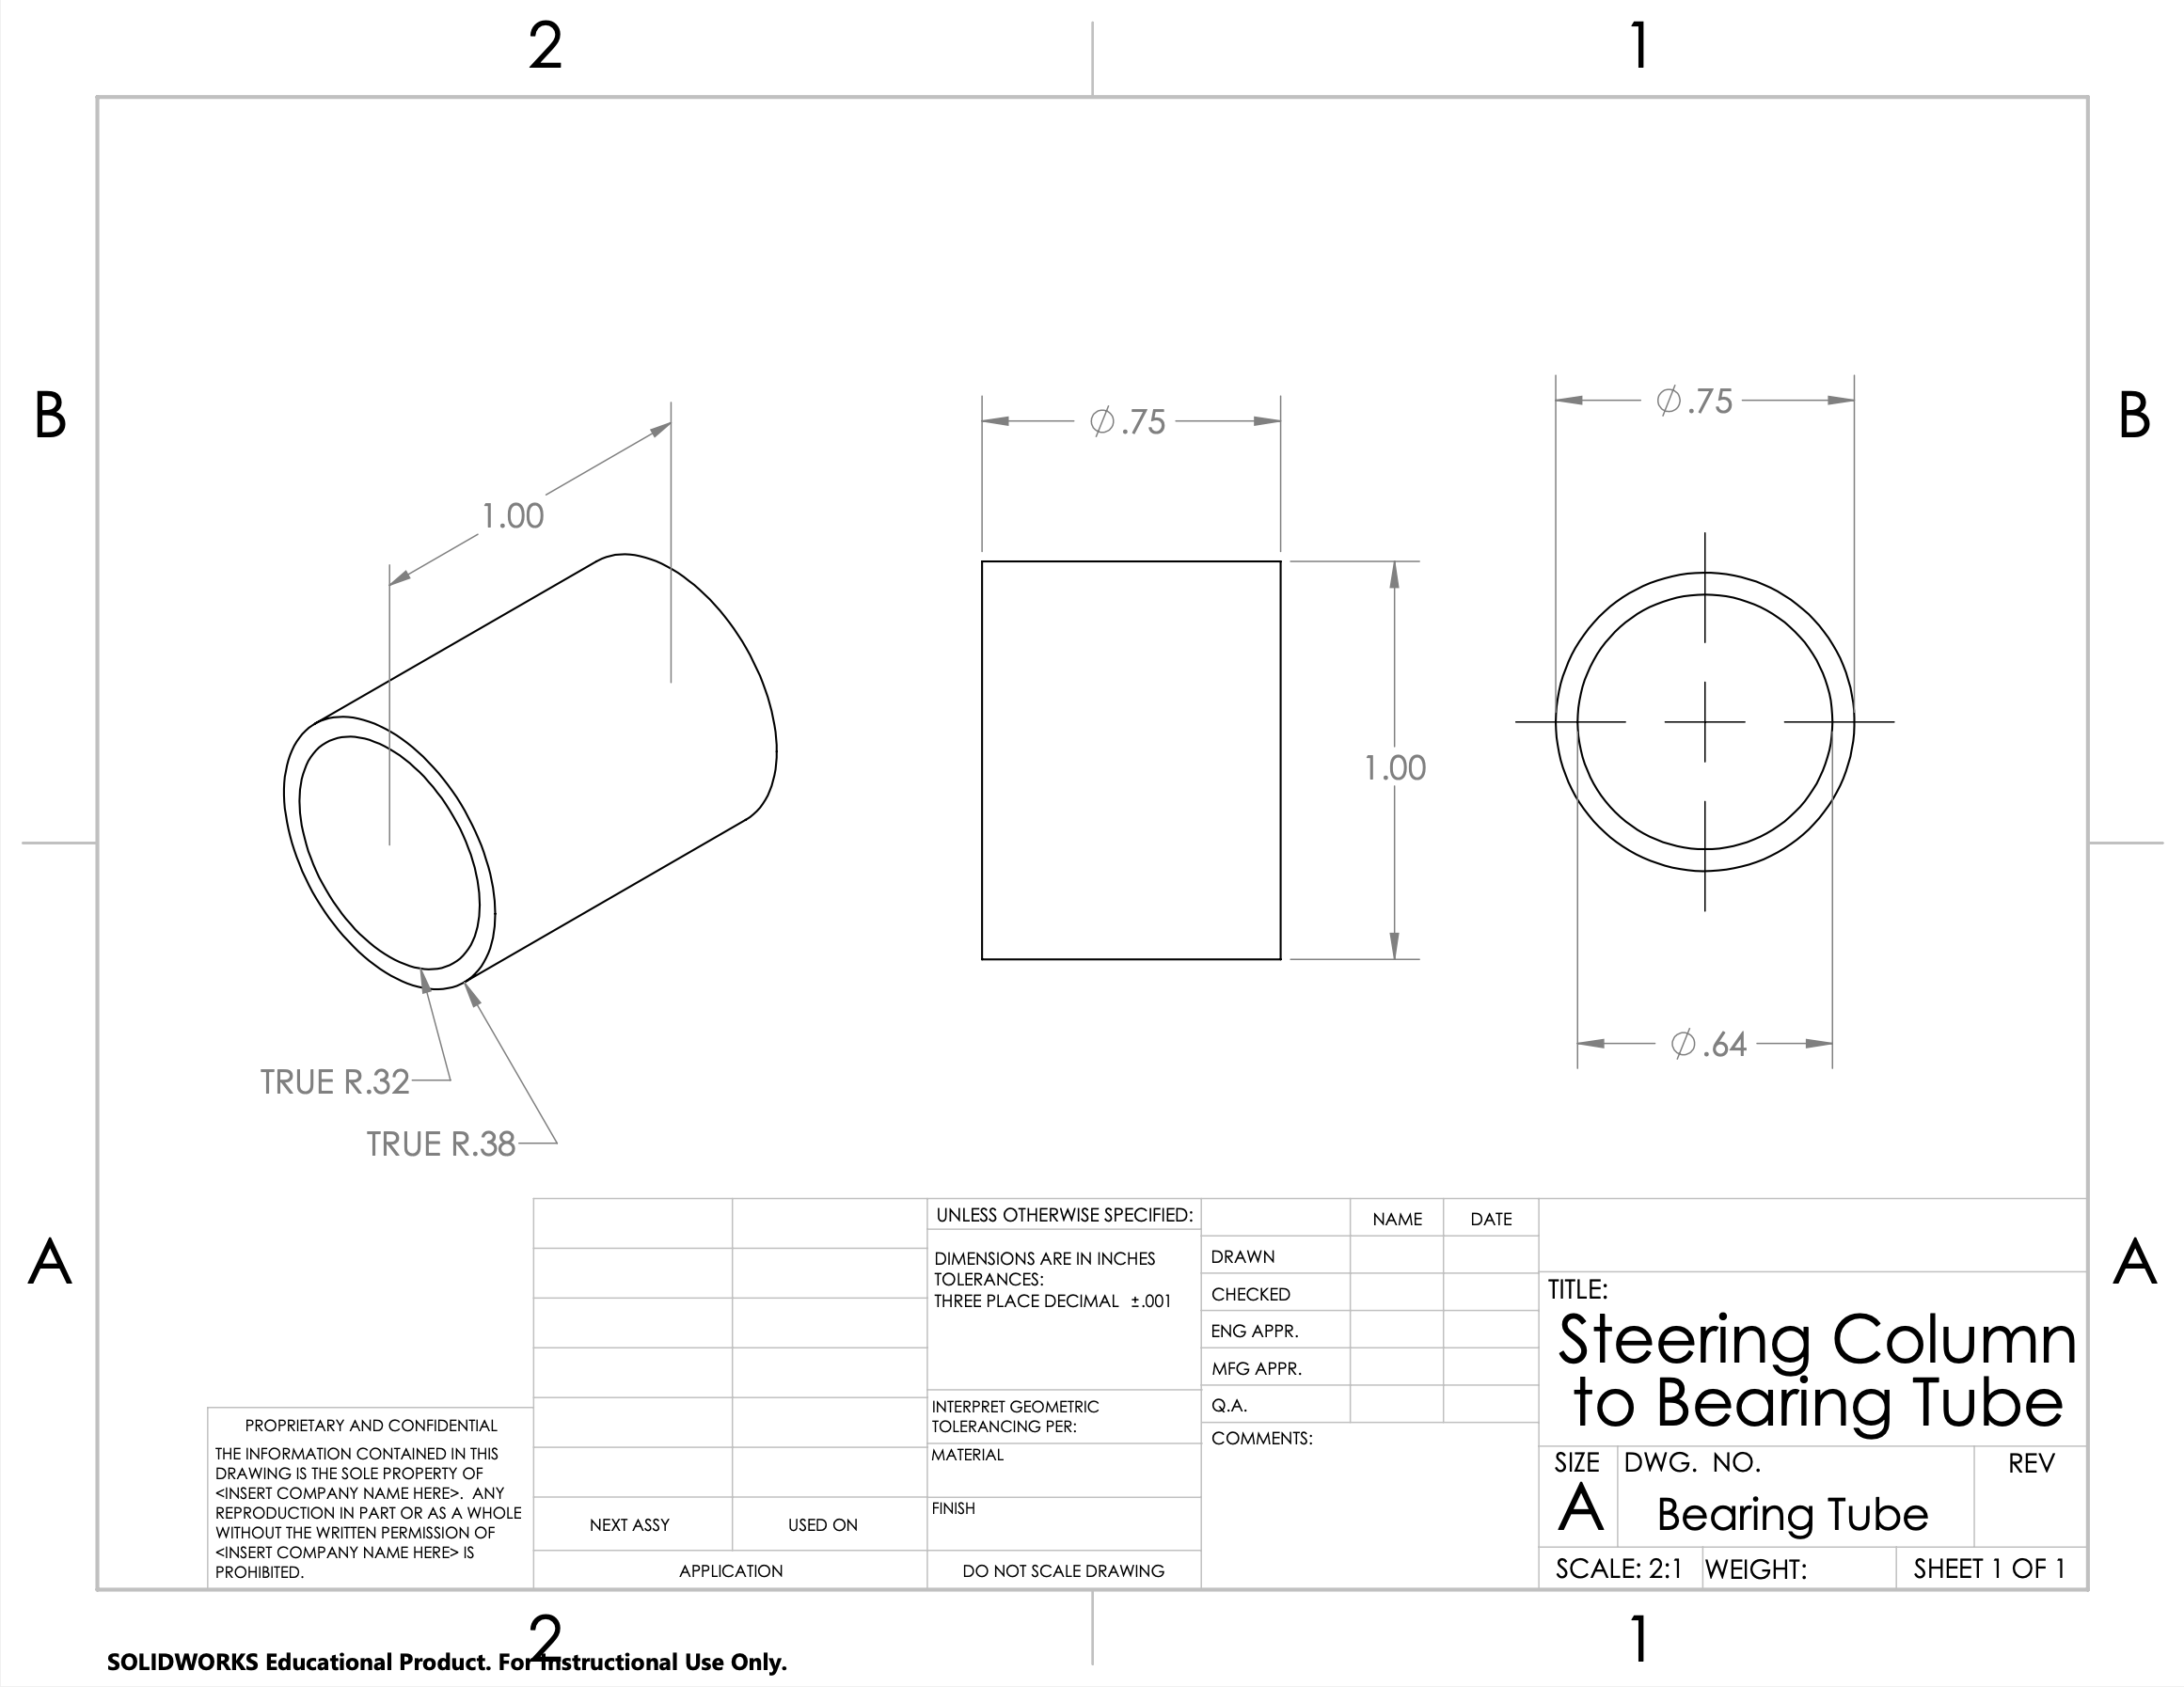 2 1
B B
1.00
⌀.75
⌀.75
1.00
⌀.64
TRUE R.32
TRUE R.38
A A
UNLESS OTHERWISE SPECIFIED:
DIMENSIONS ARE IN INCHES
TOLERANCES:
THREE PLACE DECIMAL ±.001
INTERPRET GEOMETRIC
TOLERANCING PER:
MATERIAL
FINISH
DO NOT SCALE DRAWING
NAME DATE
DRAWN
CHECKED
ENG APPR.
MFG APPR.
Q.A.
COMMENTS:
TITLE:
Steering Column
to Bearing Tube
SIZE DWG. NO. REV
A Bearing Tube
SCALE: 2:1 WEIGHT: SHEET 1 OF 1
PROPRIETARY AND CONFIDENTIAL
THE INFORMATION CONTAINED IN THIS
DRAWING IS THE SOLE PROPERTY OF
<INSERT COMPANY NAME HERE>. ANY
REPRODUCTION IN PART OR AS A WHOLE
WITHOUT THE WRITTEN PERMISSION OF
<INSERT COMPANY NAME HERE> IS
PROHIBITED.
NEXT ASSY USED ON
APPLICATION
2 1
SOLIDWORKS Educational Product. For Instructional Use Only.